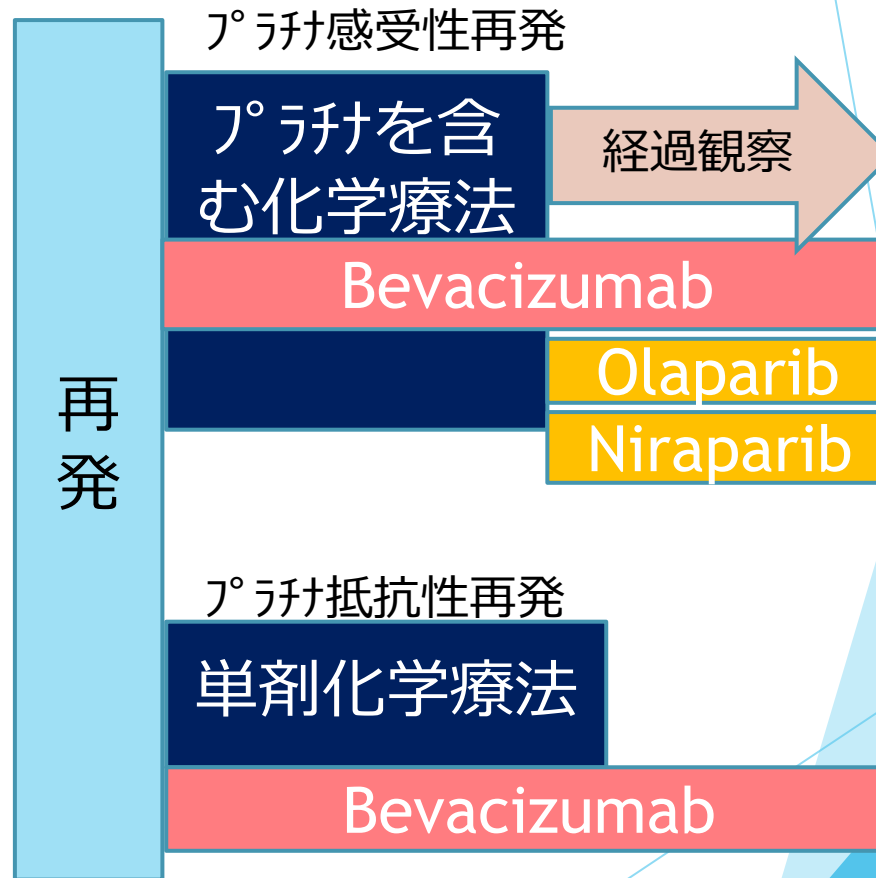 ﾌﾟﾗﾁﾅ感受性再発
ﾌﾟﾗﾁﾅを含
む化学療法
経過観察
Bevacizumab
Olaparib
Niraparib
再
発
ﾌﾟﾗﾁﾅ抵抗性再発
単剤化学療法
Bevacizumab